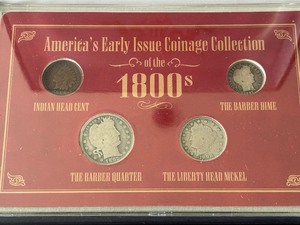 America's Early Issue Coinage Collection
of the
1800s
INDIAN HEAD CENT
THE BARBER DIME
THE BARBER QUARTER
THE LIBERTY HEAD NICKEL